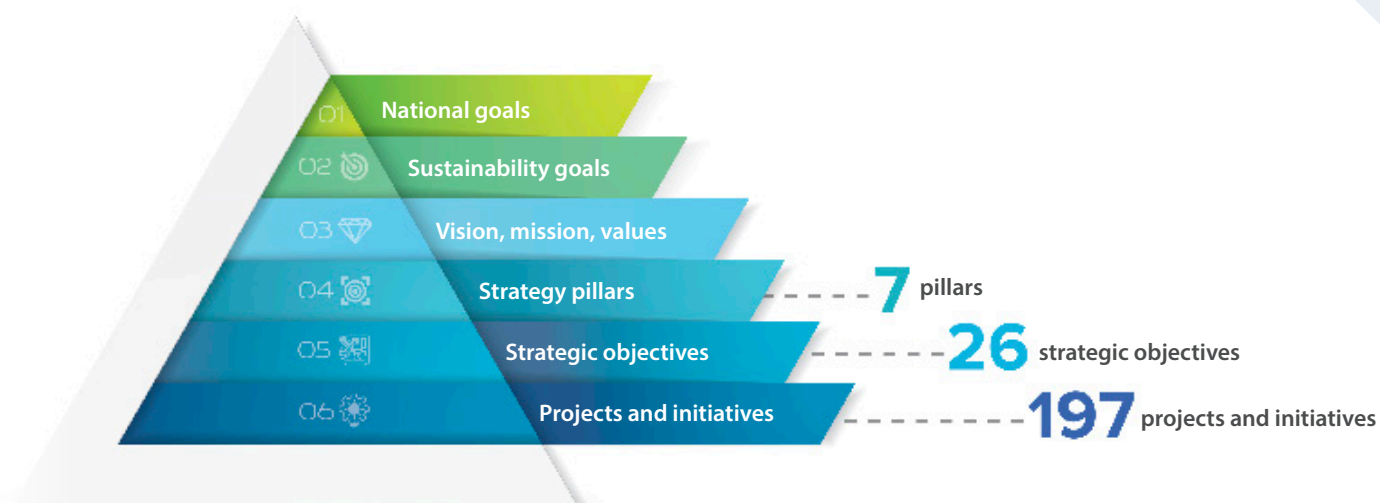 01 National goals
02 Sustainability goals
03 Vision, mission, values
04 Strategy pillars 7 pillars
05 Strategic objectives 26 strategic objectives
06 Projects and initiatives 197 projects and initiatives